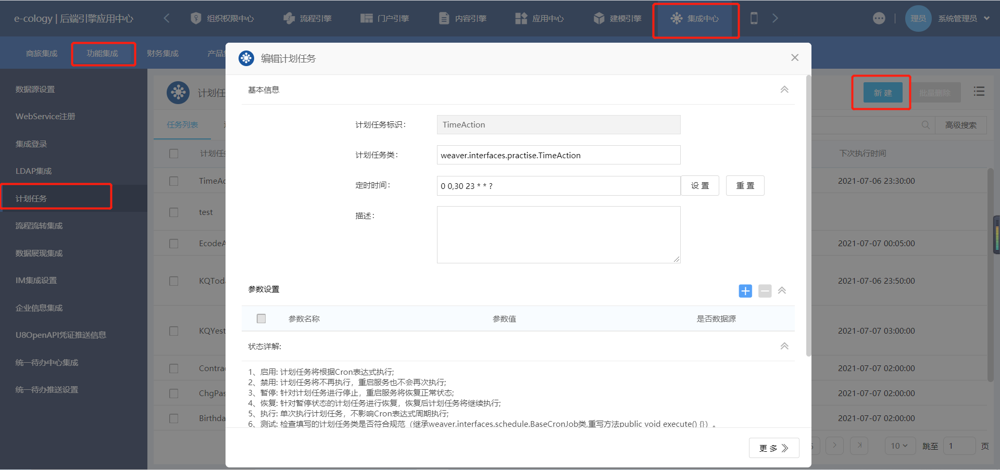 e-cology | 后端引擎应用中心
组织权限中心
流程引擎
门户引擎
内容引擎
应用中心
建模引擎
集成中心
理员
系统管理员
商旅集成
功能集成
财务集成
数据源设置
WebService注册
集成登录
LDAP集成
计划任务
流程流转集成
数据展现集成
IM集成设置
企业信息集成
U8OpenAPI凭证推送信息
统一待办中心集成
统一待办推送设置
编辑计划任务
基本信息
计划任务标识：
TimeAction
计划任务类：
weaver.interfaces.practise.TimeAction
定时时间：
0 0,30 23 * * ?
设 置
重 置
描述：
参数设置
参数名称
参数值
是否数据源
状态详解:
1、启用: 计划任务将根据Cron表达式执行;
2、禁用: 计划任务将不再执行，重启服务也不会再次执行;
3、暂停: 针对计划任务进行停止，重启服务将恢复正常状态;
4、恢复: 针对暂停状态的计划任务进行恢复，恢复后计划任务将继续执行;
5、执行: 单次执行计划任务，不影响Cron表达式周期执行;
6、测试: 检查填写的计划任务类是否符合规范（继承weaver.interfaces.schedule.BaseCronJob类,重写方法public void execute() {}）。
更 多
新 建
批量删除
任务列表
高级搜索
下次执行时间
2021-07-06 23:30:00
test
2021-07-07 00:05:00
2021-07-06 23:50:00
2021-07-07 03:00:00
2021-07-07 02:00:00
2021-07-07 02:00:00
2021-07-07 02:00:00
10
跳至
1
页